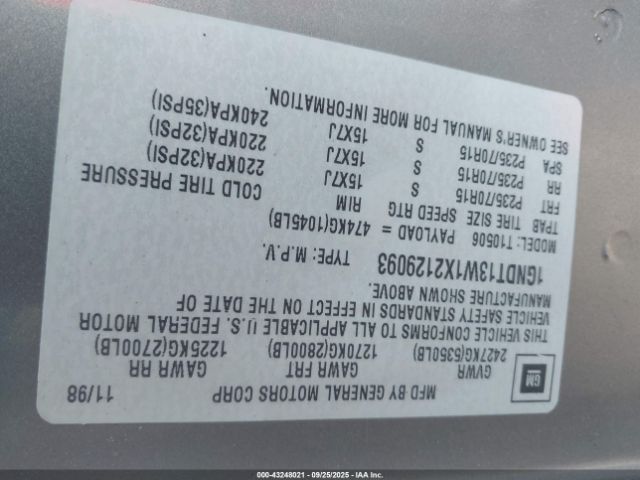 GM
MFD BY GENERAL MOTORS CORP 11/98
GVWR GAWR FRT GAWR RR
2427KG(5350LB) 1270KG(2800LB) 1225KG(2700LB)
THIS VEHICLE CONFORMS TO ALL APPLICABLE U.S. FEDERAL MOTOR
VEHICLE SAFETY STANDARDS IN EFFECT ON THE DATE OF
MANUFACTURE SHOWN ABOVE.
1GNDT13W1X2129093 TYPE: M.P.V.
MODEL: T10506 PAYLOAD = 474KG(1045LB)
TPAB TIRE SIZE SPEED RTG RIM COLD TIRE PRESSURE
FRT P235/70R15 S 15X7J 220KPA(32PSI)
RR P235/70R15 S 15X7J 220KPA(32PSI)
SPA P235/70R15 S 15X7J 240KPA(35PSI)
SEE OWNER'S MANUAL FOR MORE INFORMATION.
000-43248021 - 09/25/2025 - IAA Inc.